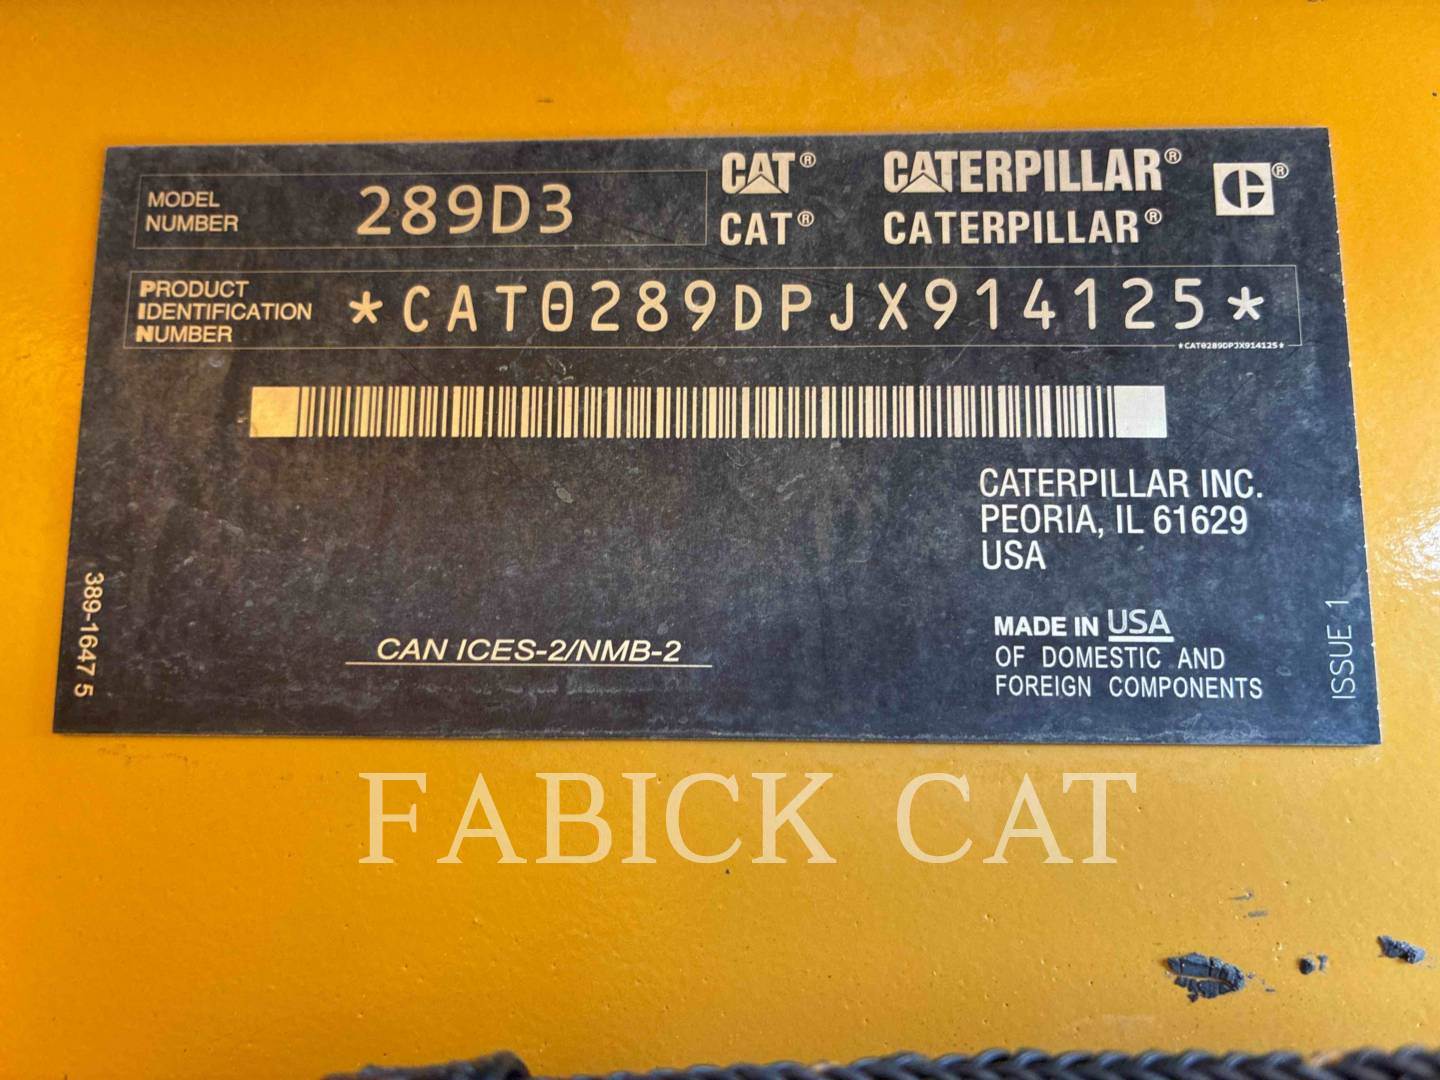 MODEL NUMBER 289D3
CAT® CATERPILLAR® ®
CAT® CATERPILLAR®
PRODUCT
IDENTIFICATION
NUMBER
*CAT0289DPJX914125*
*CAT0289DPJX914125*
CATERPILLAR INC.
PEORIA, IL 61629
USA
389-1647 5
CAN ICES-2/NMB-2
MADE IN USA
OF DOMESTIC AND
FOREIGN COMPONENTS
ISSUE 1
FABICK CAT